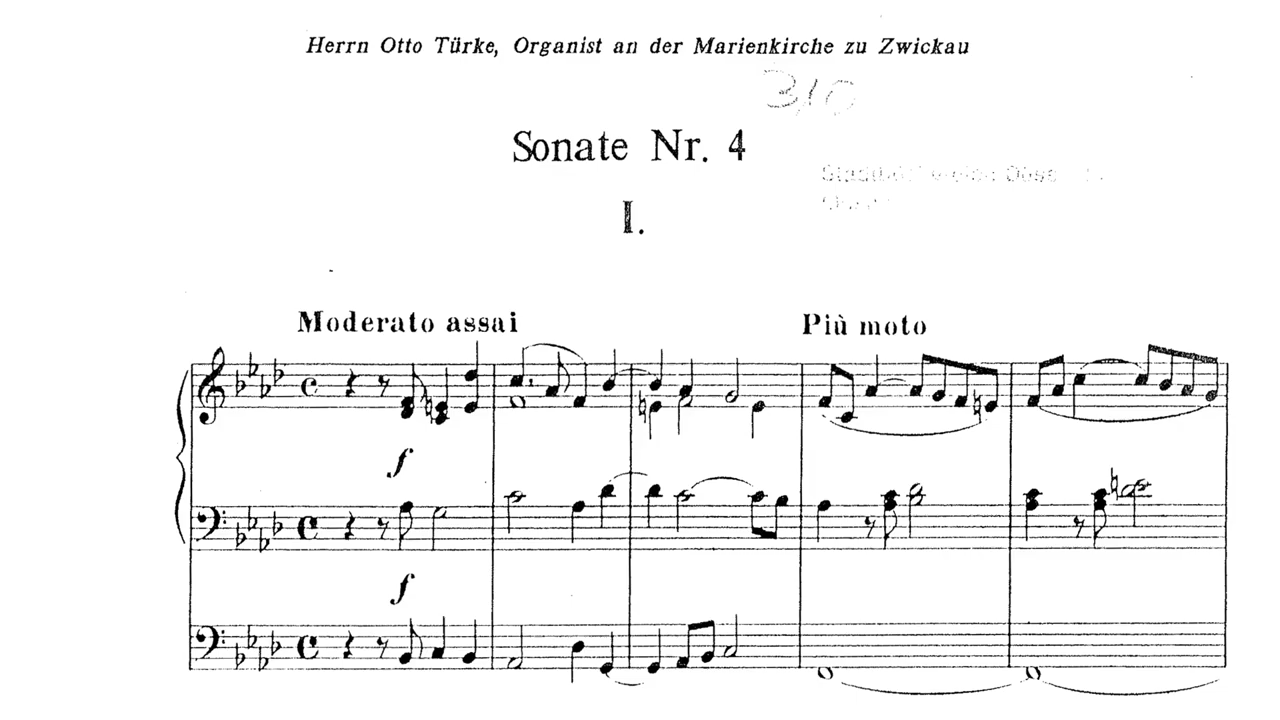 Herrn Otto Türke, Organist an der Marienkirche zu Zwickau
310
Sonate Nr. 4
I.
Moderato assai
Più moto
f
f